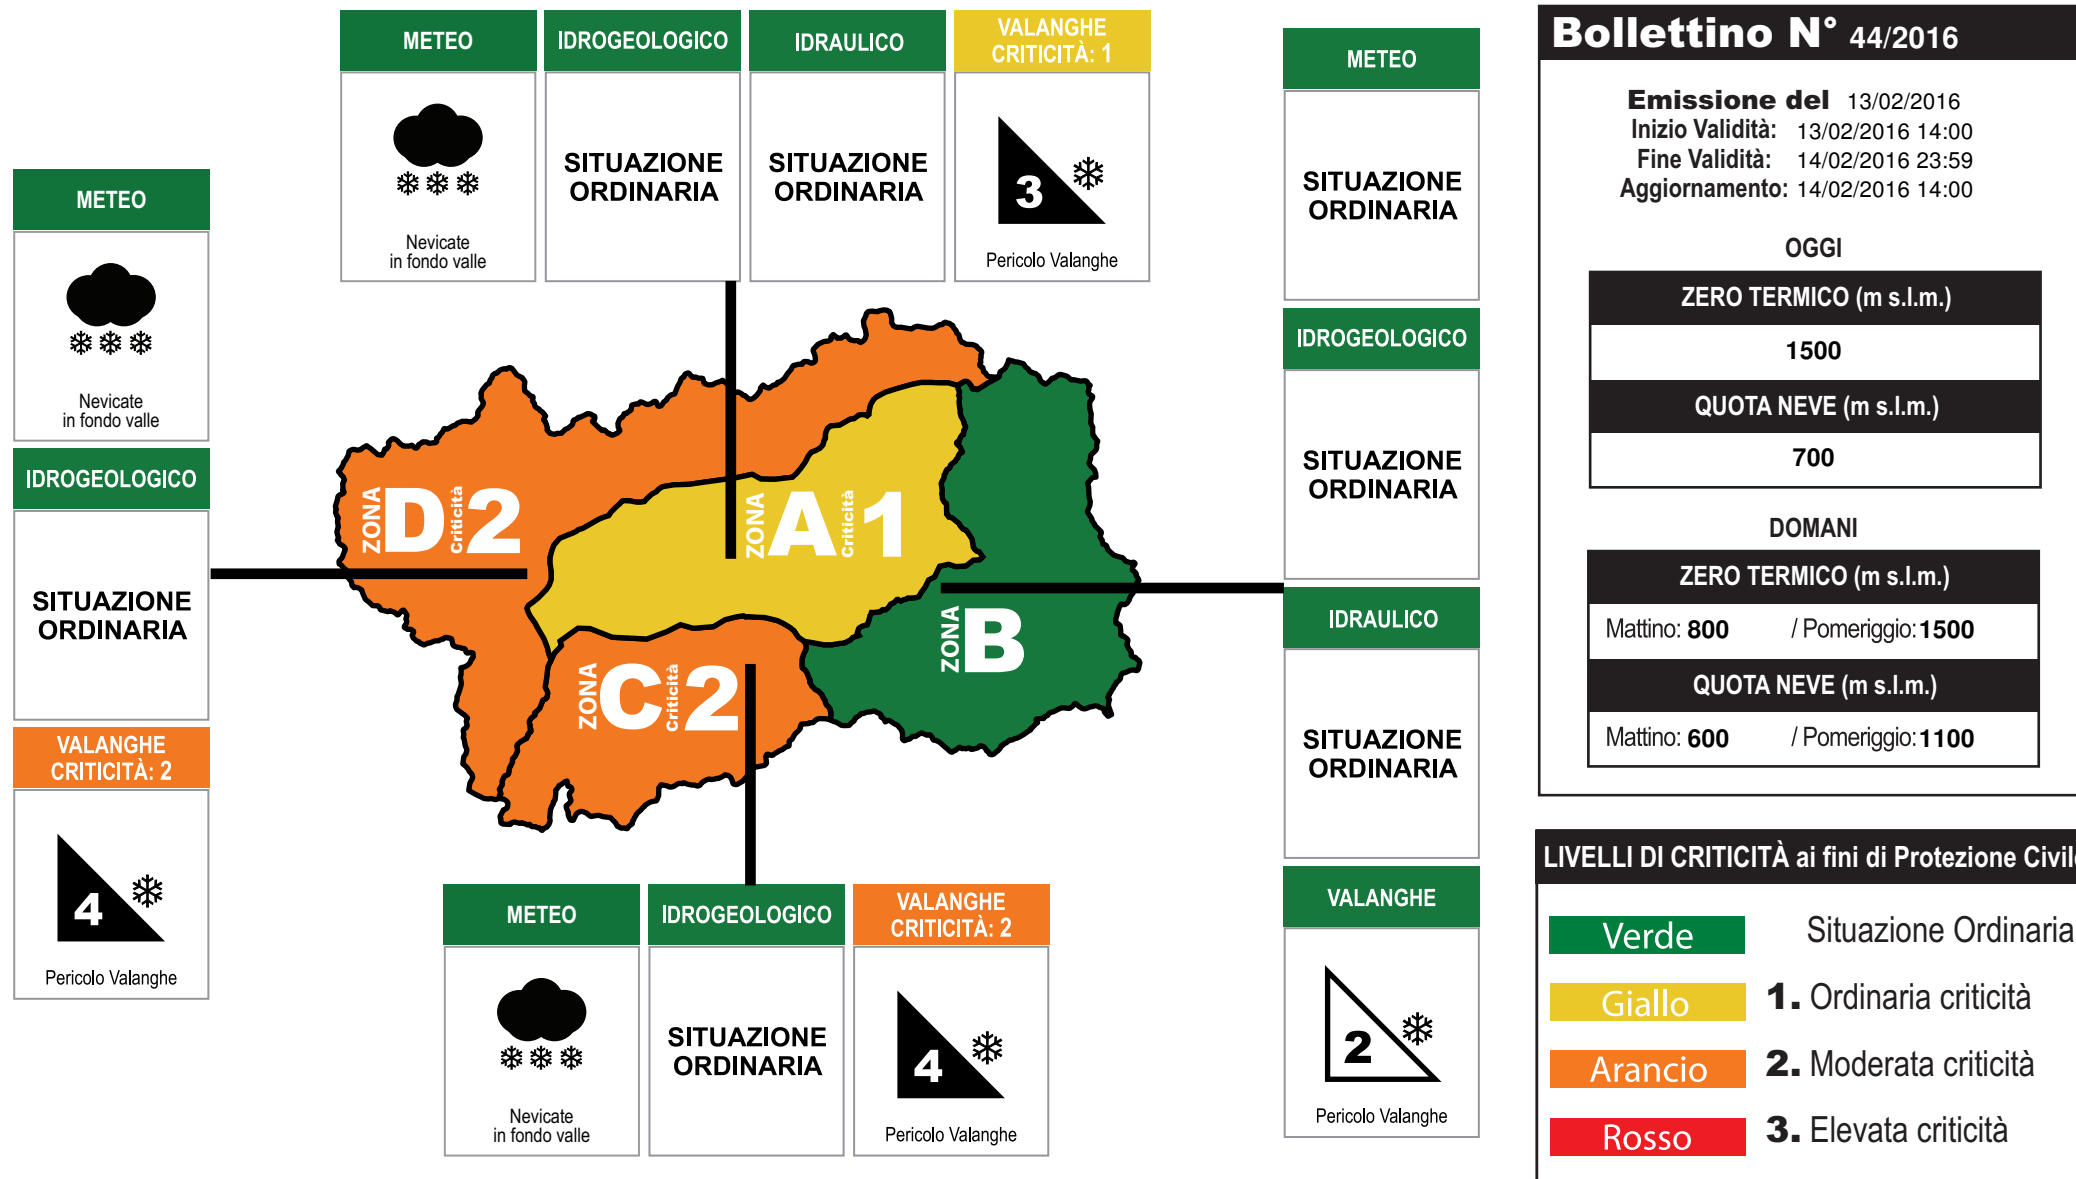 METEO
Nevicate
in fondo valle
IDROGEOLOGICO
SITUAZIONE
ORDINARIA
VALANGHE
CRITICITÀ: 2
4
Pericolo Valanghe
METEO
Nevicate
in fondo valle
IDROGEOLOGICO
SITUAZIONE
ORDINARIA
IDRAULICO
SITUAZIONE
ORDINARIA
VALANGHE
CRITICITÀ: 1
3
Pericolo Valanghe
ZONA D Criticità 2
ZONA A Criticità 1
ZONA B
ZONA C Criticità 2
METEO
Nevicate
in fondo valle
IDROGEOLOGICO
SITUAZIONE
ORDINARIA
VALANGHE
CRITICITÀ: 2
4
Pericolo Valanghe
METEO
SITUAZIONE
ORDINARIA
IDROGEOLOGICO
SITUAZIONE
ORDINARIA
IDRAULICO
SITUAZIONE
ORDINARIA
VALANGHE
2
Pericolo Valanghe
Bollettino N° 44/2016
Emissione del 13/02/2016
Inizio Validità: 13/02/2016 14:00
Fine Validità: 14/02/2016 23:59
Aggiornamento: 14/02/2016 14:00
OGGI
ZERO TERMICO (m s.l.m.)
1500
QUOTA NEVE (m s.l.m.)
700
DOMANI
ZERO TERMICO (m s.l.m.)
Mattino: 800 / Pomeriggio: 1500
QUOTA NEVE (m s.l.m.)
Mattino: 600 / Pomeriggio: 1100
LIVELLI DI CRITICITÀ ai fini di Protezione Civile
Verde Situazione Ordinaria
Giallo 1. Ordinaria criticità
Arancio 2. Moderata criticità
Rosso 3. Elevata criticità